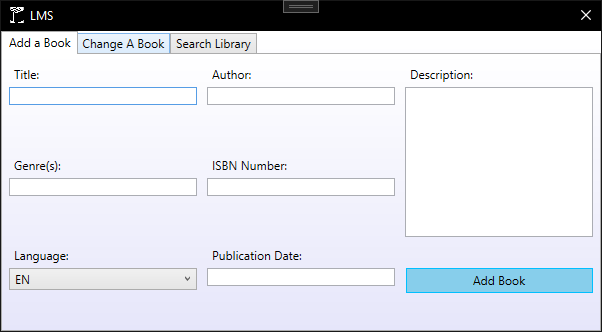 LMS
Add a Book
Change A Book
Search Library
Title:
Author:
Description:
Genre(s):
ISBN Number:
Language:
Publication Date:
EN
Add Book